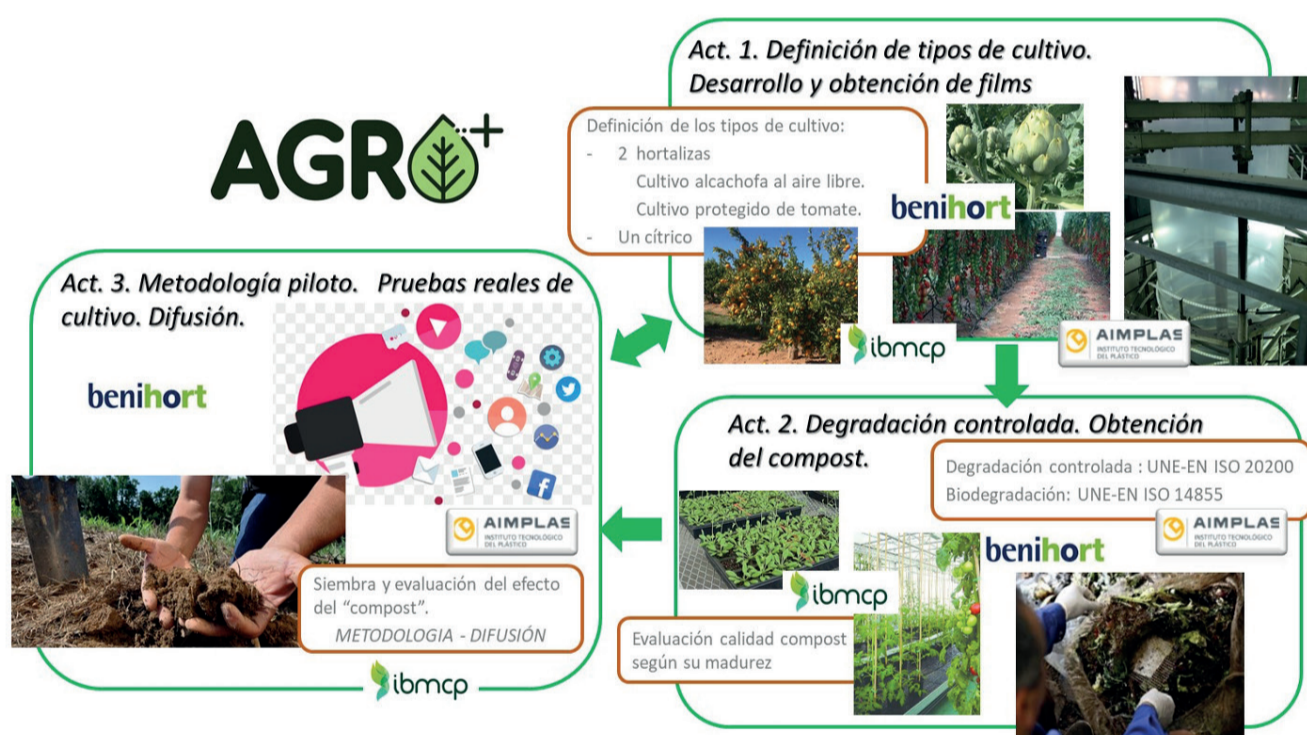 AGRO+
Act. 1. Definición de tipos de cultivo.
Desarrollo y obtención de films
Definición de los tipos de cultivo:
- 2 hortalizas
Cultivo alcachofa al aire libre.
Cultivo protegido de tomate.
- Un cítrico
benihort
ibmcp
AIMPLAS
INSTITUTO TECNOLÓGICO
DEL PLÁSTICO
Act. 2. Degradación controlada. Obtención
del compost.
Degradación controlada : UNE-EN ISO 20200
Biodegradación: UNE-EN ISO 14855
AIMPLAS
INSTITUTO TECNOLÓGICO
DEL PLÁSTICO
benihort
ibmcp
Evaluación calidad compost
según su madurez
Act. 3. Metodología piloto. Pruebas reales de
cultivo. Difusión.
benihort
AIMPLAS
INSTITUTO TECNOLÓGICO
DEL PLÁSTICO
Siembra y evaluación del efecto
del “compost”.
METODOLOGIA - DIFUSIÓN
ibmcp